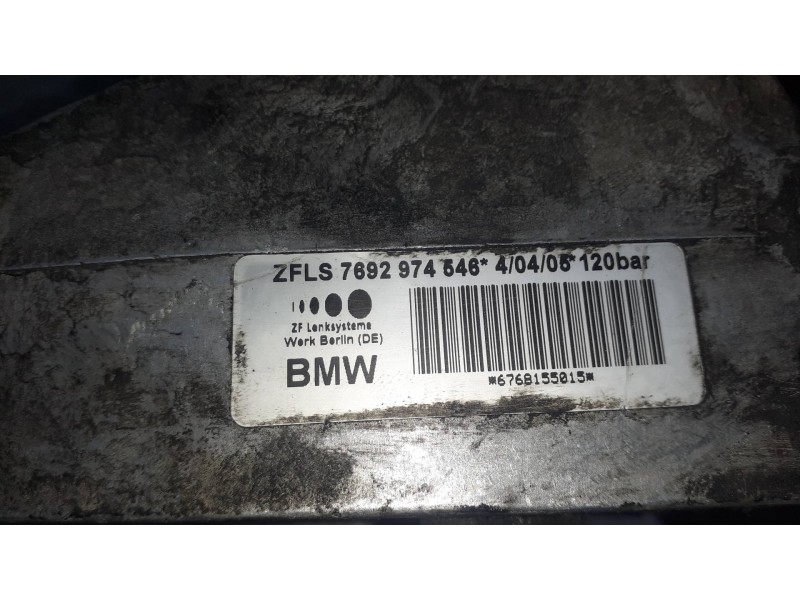 ZFLS 7692 974 546* 4/04/05* 120bar
ZF Lenksysteme
Werk Berlin (DE)
BMW
*6768155015*